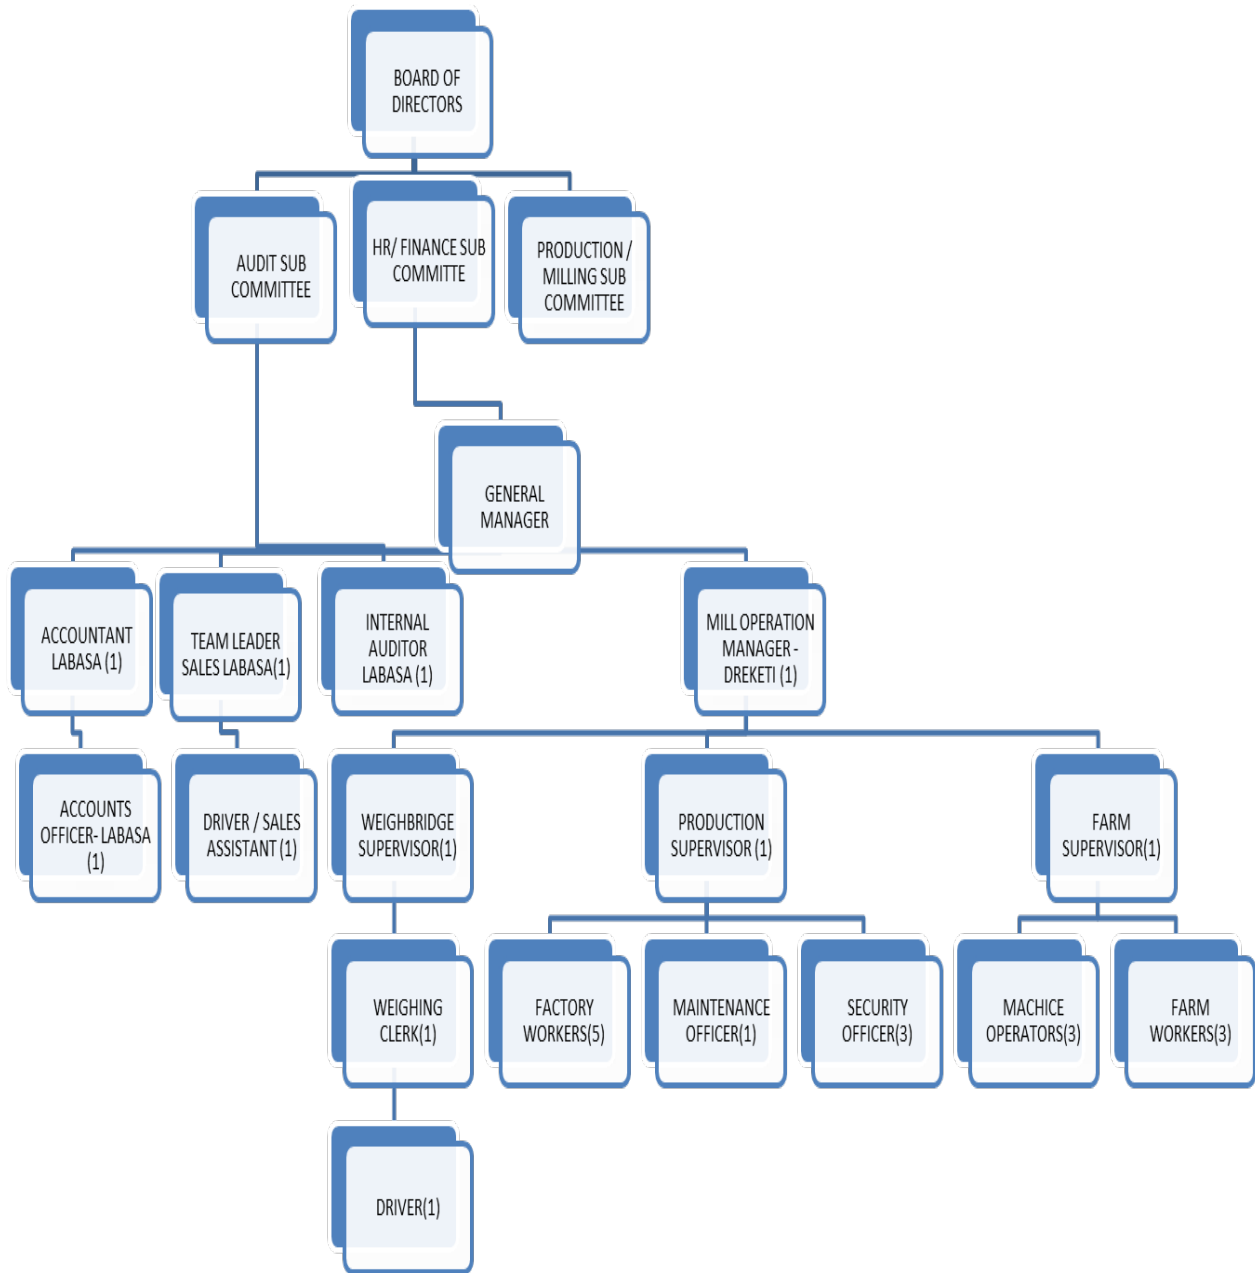 BOARD OF
DIRECTORS
AUDIT SUB
COMMITTEE
HR/ FINANCE SUB
COMMITTE
PRODUCTION /
MILLING SUB
COMMITTEE
GENERAL
MANAGER
ACCOUNTANT
LABASA (1)
TEAM LEADER
SALES LABASA(1)
INTERNAL
AUDITOR
LABASA (1)
MILL OPERATION
MANAGER -
DREKETI (1)
ACCOUNTS
OFFICER- LABASA
(1)
DRIVER / SALES
ASSISTANT (1)
WEIGHBRIDGE
SUPERVISOR(1)
PRODUCTION
SUPERVISOR (1)
FARM
SUPERVISOR(1)
WEIGHING
CLERK(1)
FACTORY
WORKERS(5)
MAINTENANCE
OFFICER(1)
SECURITY
OFFICER(3)
MACHICE
OPERATORS(3)
FARM
WORKERS(3)
DRIVER(1)